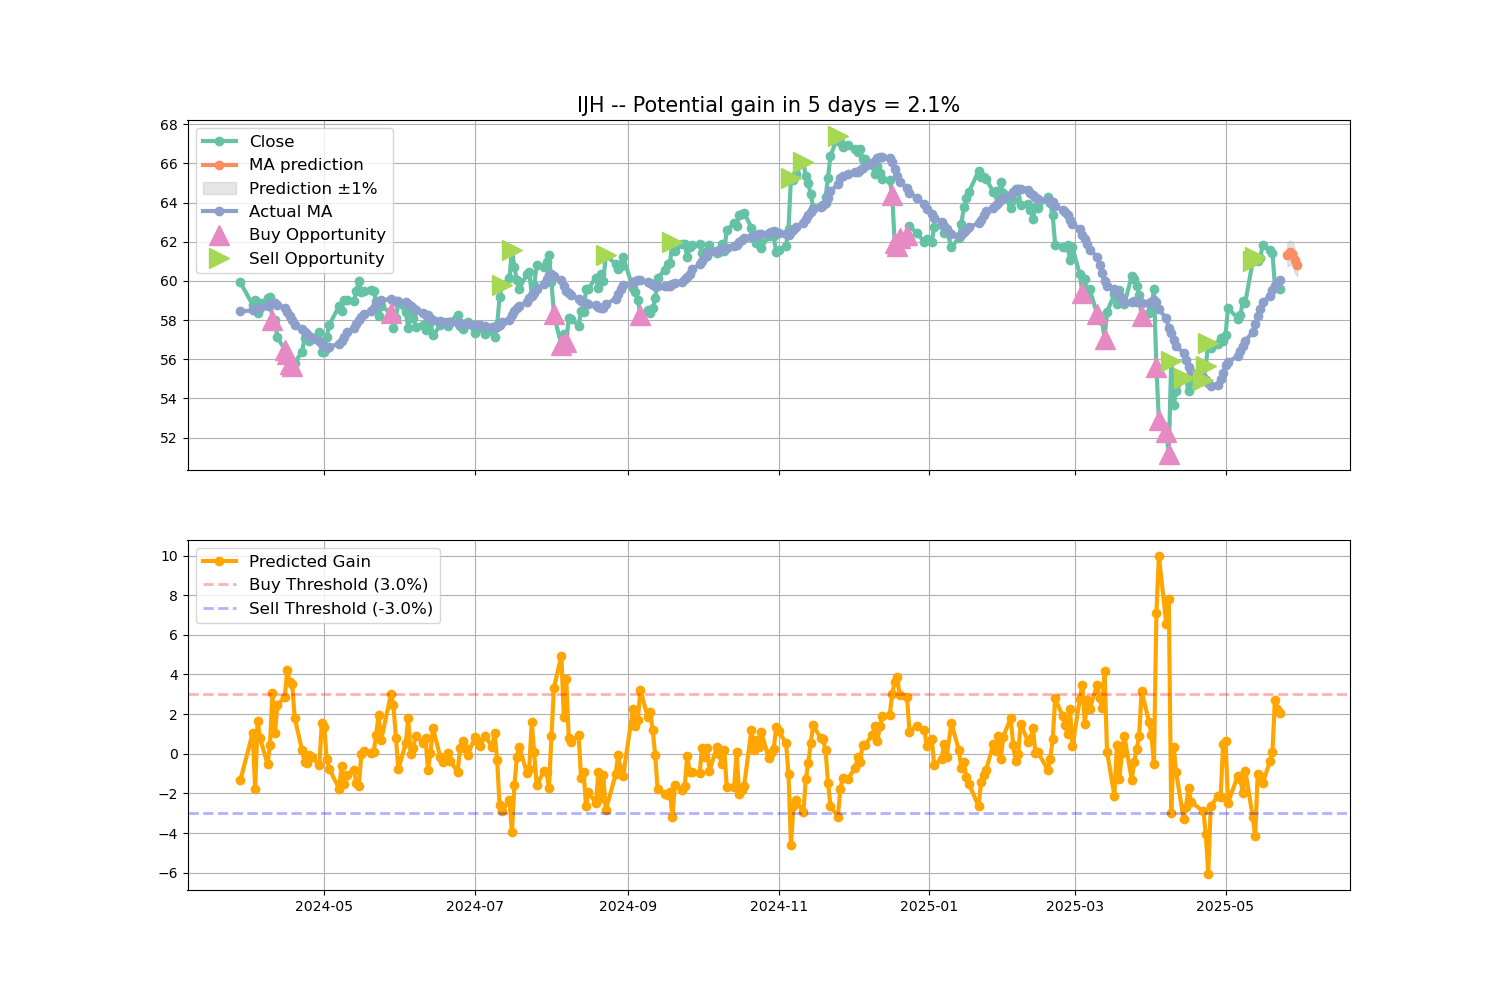 IJH -- Potential gain in 5 days = 2.1%
68
66
64
62
60
58
56
54
52
Close
MA prediction
Prediction ±1%
Actual MA
Buy Opportunity
Sell Opportunity
10
8
6
4
2
0
−2
−4
−6
Predicted Gain
Buy Threshold (3.0%)
Sell Threshold (-3.0%)
2024-05 2024-07 2024-09 2024-11 2025-01 2025-03 2025-05